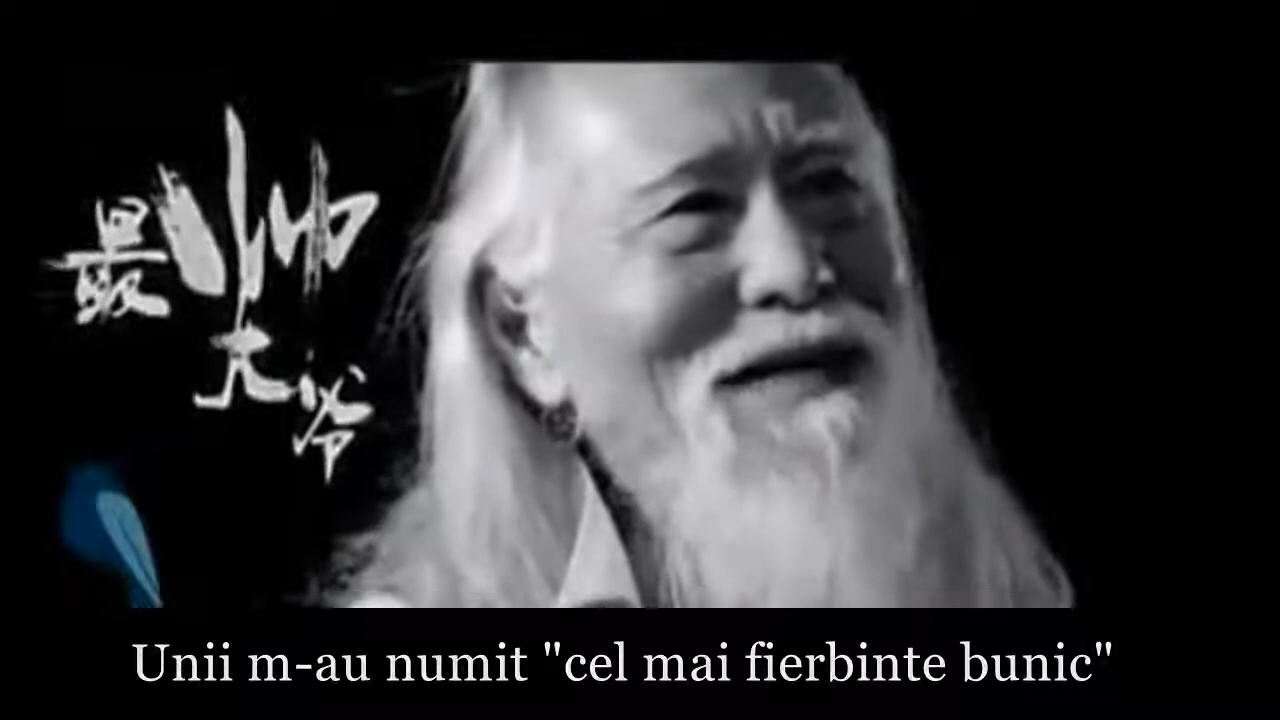 最帅
大爷
Unii m-au numit "cel mai fierbinte bunic"